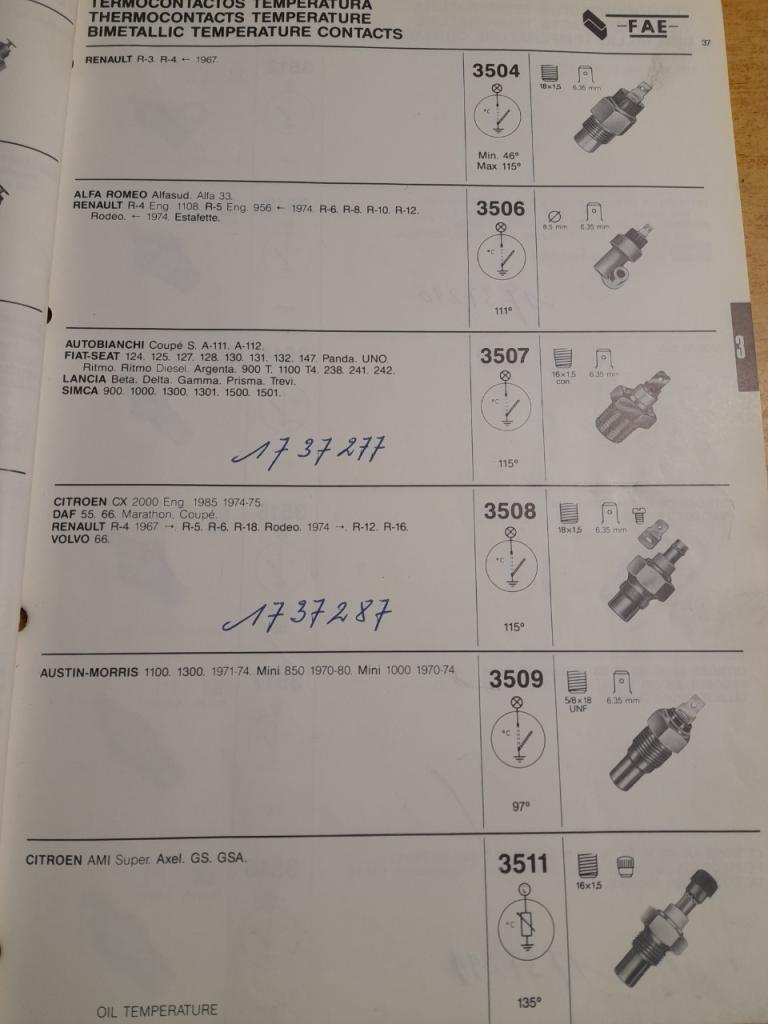 TERMOCONTACTOS TEMPERATURA
THERMOCONTACTS TEMPERATURE
BIMETALLIC TEMPERATURE CONTACTS
FAE
37
RENAULT R-3. R-4. ← 1967.
3504
18×1,5
6.35 mm
°C
Min. 46°
Max 115°
ALFA ROMEO Alfasud. Alfa 33.
RENAULT R-4 Eng. 1108. R-5 Eng. 956 ← 1974. R-6. R-8. R-10. R-12.
Rodeo. ← 1974. Estafette.
3506
8.5 mm
6.35 mm
°C
111°
3
AUTOBIANCHI Coupé S. A-111. A-112.
FIAT-SEAT 124. 125. 127. 128. 130. 131. 132. 147. Panda. UNO.
Ritmo. Ritmo Diesel. Argenta. 900 T. 1100 T4. 238. 241. 242.
LANCIA Beta. Delta. Gamma. Prisma. Trevi.
SIMCA 900. 1000. 1300. 1301. 1500. 1501.
1737277
3507
16×1,5
con.
6.35 mm
°C
115°
CITROEN CX 2000 Eng. 1985 1974-75.
DAF 55. 66. Marathon, Coupé.
RENAULT R-4 1967 →. R-5. R-6. R-18. Rodeo. 1974 →. R-12. R-16.
VOLVO 66.
1737287
3508
18×1,5
6.35 mm
°C
115°
AUSTIN-MORRIS 1100. 1300. 1971-74. Mini 850 1970-80. Mini 1000 1970-74
3509
5/8×18
UNF
6.35 mm
°C
97°
CITROEN AMI Super. Axel. GS. GSA.
3511
16×1,5
°C
135°
OIL TEMPERATURE